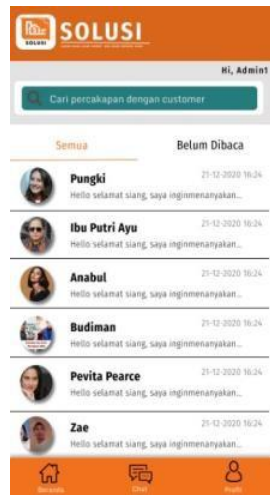 SOLUSI
SOLUSI
Hi, Admin1
Cari percakapan dengan customer
Semua
Belum Dibaca
Pungki
21-12-2020 16:24
Hello selamat siang, saya inginmenanyakan...
Ibu Putri Ayu
21-12-2020 16:24
Hello selamat siang, saya inginmenanyakan...
Anabul
21-12-2020 16:24
Hello selamat siang, saya inginmenanyakan...
Budiman
21-12-2020 16:24
Hello selamat siang, saya inginmenanyakan...
Pevita Pearce
21-12-2020 16:24
Hello selamat siang, saya inginmenanyakan...
Zae
21-12-2020 16:24
Hello selamat siang, saya inginmenanyakan...
Beranda
Chat
Profil